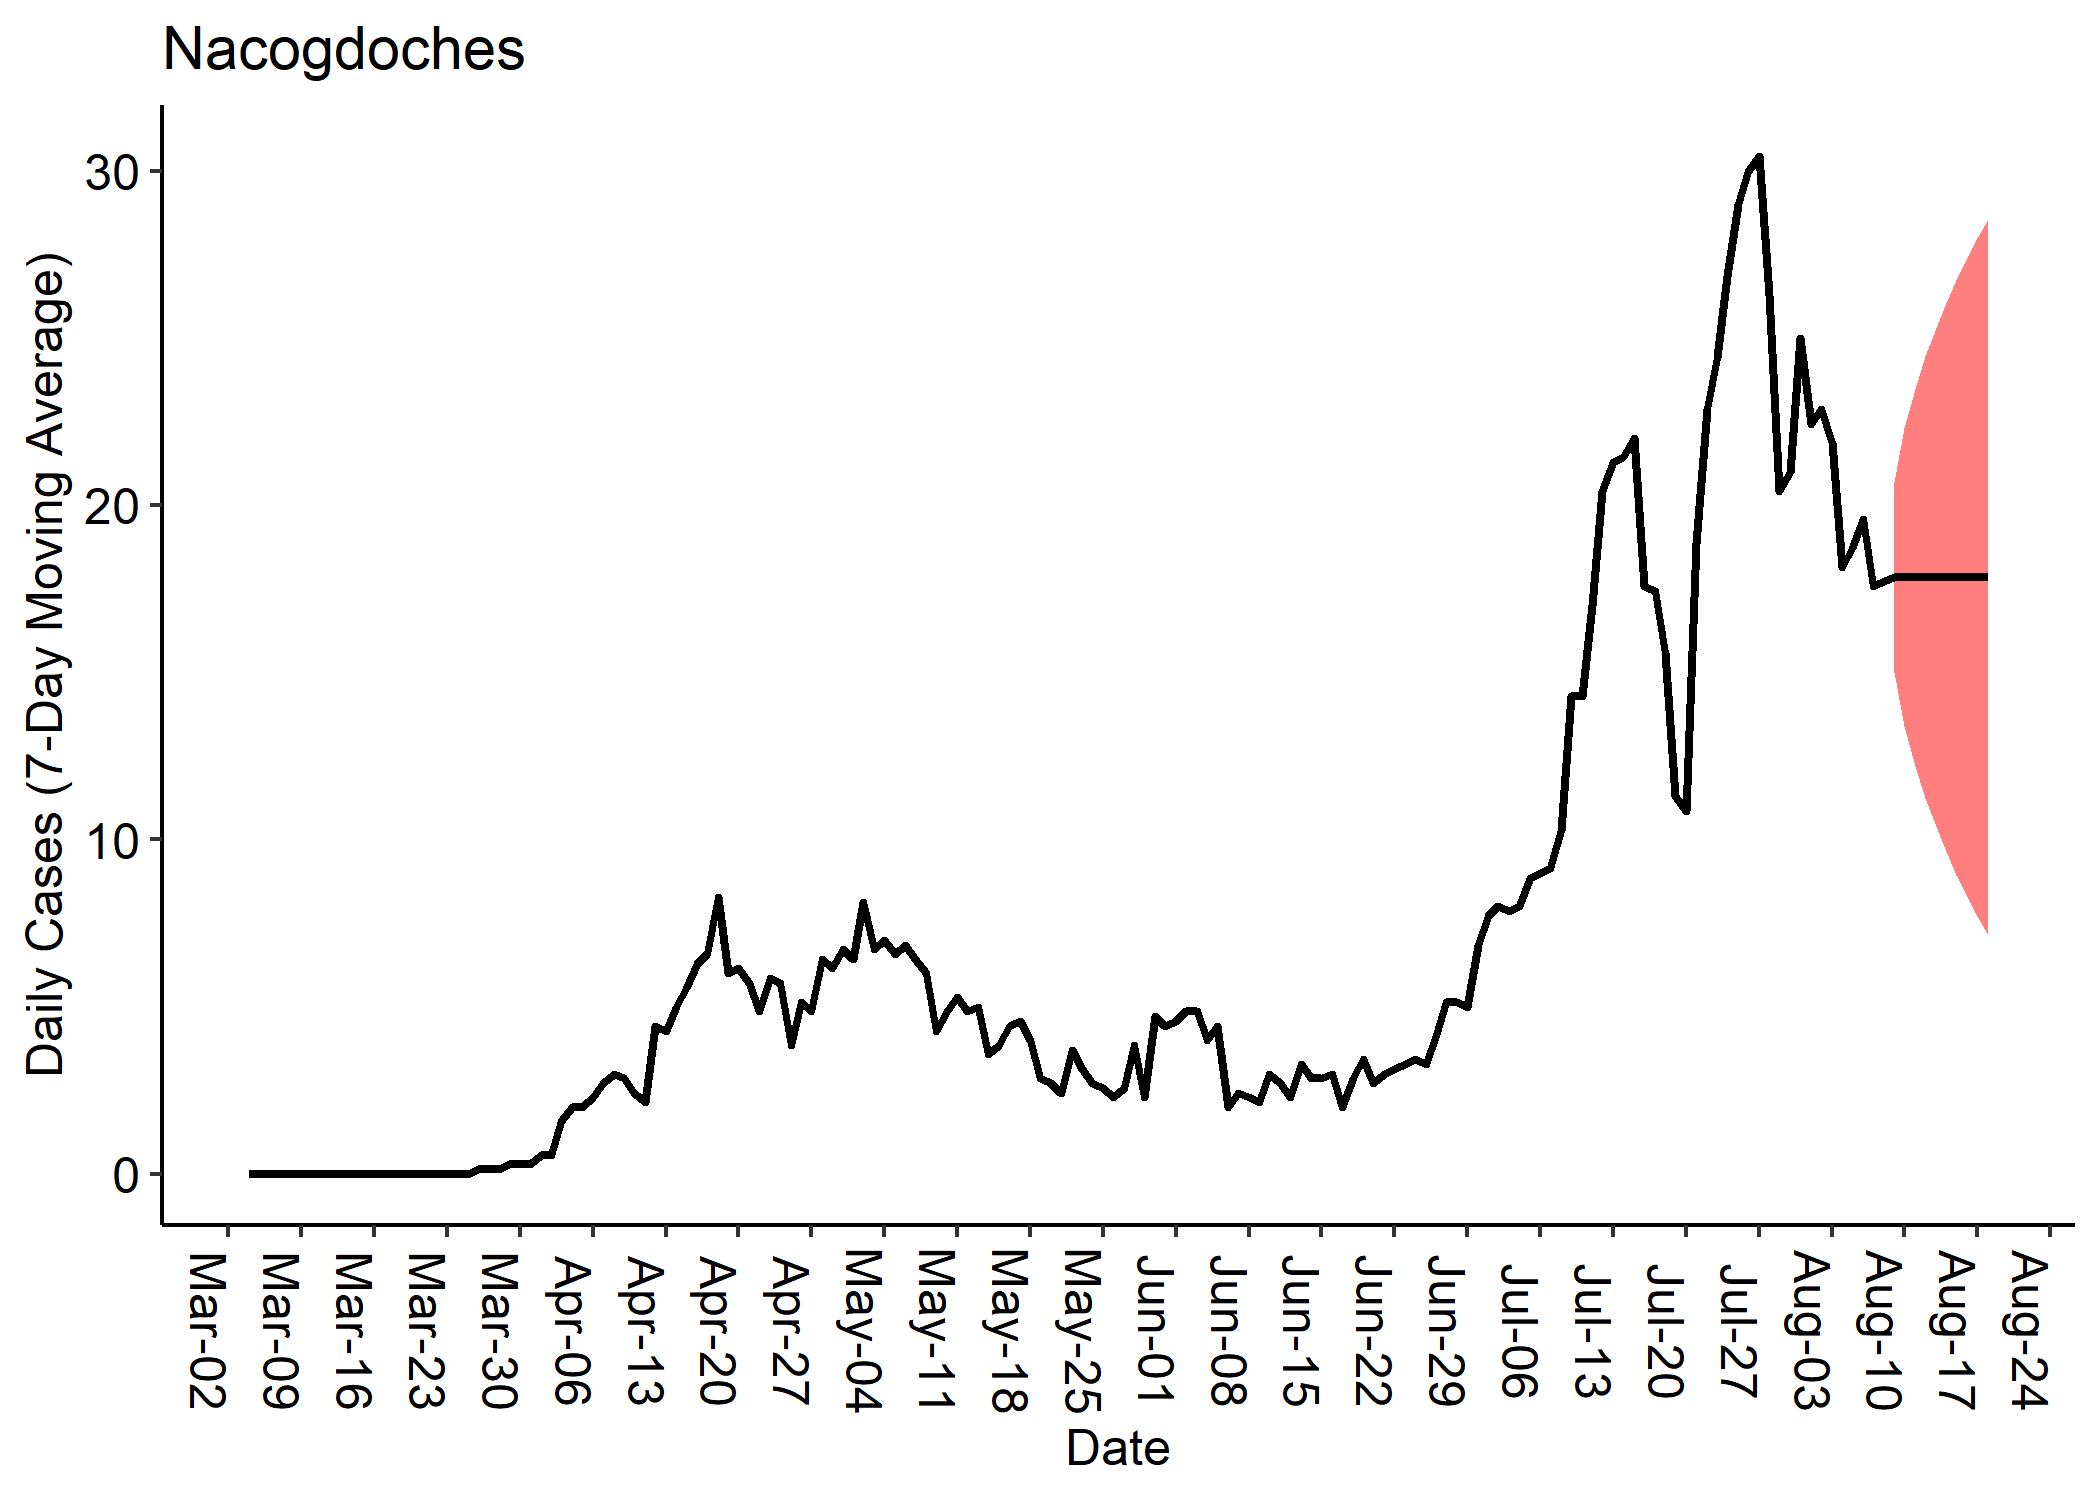 Nacogdoches
Daily Cases (7-Day Moving Average)
30
20
10
0
Mar-02
Mar-09
Mar-16
Mar-23
Mar-30
Apr-06
Apr-13
Apr-20
Apr-27
May-04
May-11
May-18
May-25
Jun-01
Jun-08
Jun-15
Jun-22
Jun-29
Jul-06
Jul-13
Jul-20
Jul-27
Aug-03
Aug-10
Aug-17
Aug-24
Date